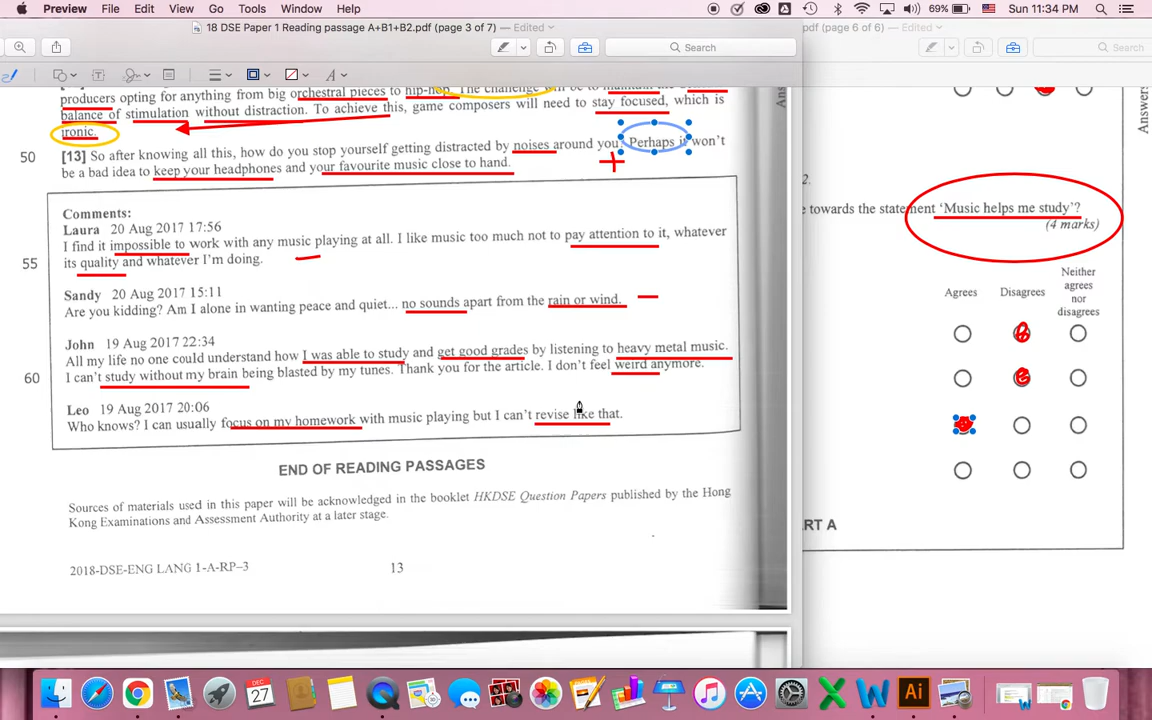 Preview File Edit View Go Tools Window Help 69% Sun 11:34 PM
18 DSE Paper 1 Reading passage A+B1+B2.pdf (page 3 of 7) — Edited
pdf (page 6 of 6) — Edited
Search
Search
producers opting for anything from big orchestral pieces to hip-hop. The challenge will be to maintain the
balance of stimulation without distraction. To achieve this, game composers will need to stay focused, which is
ironic.
50 [13] So after knowing all this, how do you stop yourself getting distracted by noises around you? Perhaps it won't
be a bad idea to keep your headphones and your favourite music close to hand.
Comments:
Laura 20 Aug 2017 17:56
I find it impossible to work with any music playing at all. I like music too much not to pay attention to it, whatever
55 its quality and whatever I'm doing.
Sandy 20 Aug 2017 15:11
Are you kidding? Am I alone in wanting peace and quiet... no sounds apart from the rain or wind.
John 19 Aug 2017 22:34
All my life no one could understand how I was able to study and get good grades by listening to heavy metal music.
60 I can't study without my brain being blasted by my tunes. Thank you for the article. I don't feel weird anymore.
Leo 19 Aug 2017 20:06
Who knows? I can usually focus on my homework with music playing but I can't revise like that.
END OF READING PASSAGES
Sources of materials used in this paper will be acknowledged in the booklet HKDSE Question Papers published by the Hong
Kong Examinations and Assessment Authority at a later stage.
2018-DSE-ENG LANG 1-A-RP–3
13
Answers
2.
e towards the statement 'Music helps me study'?
(4 marks)
Agrees Disagrees Neither
agrees
nor
disagrees
ART A
DEC
27